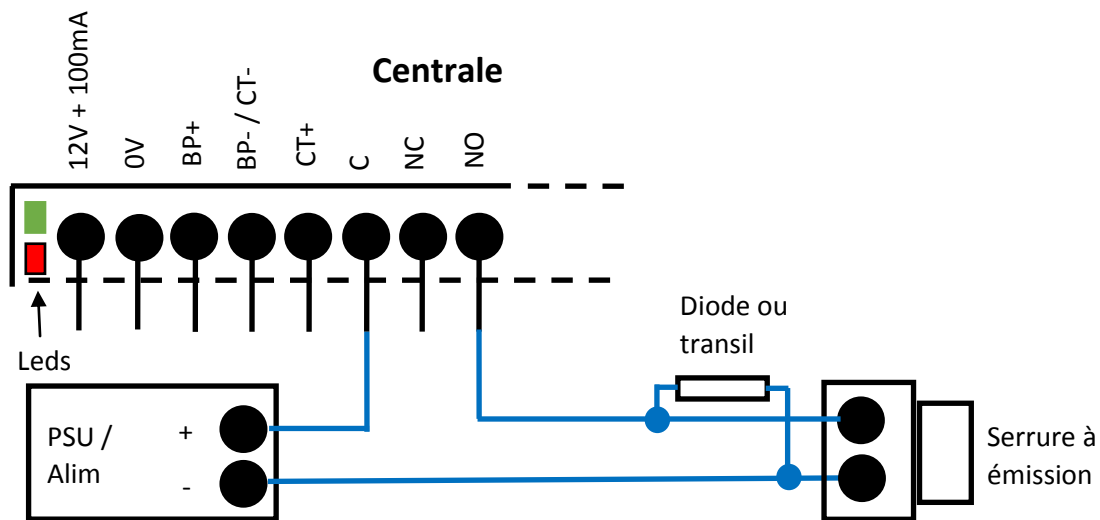 Centrale
12V + 100mA
0V
BP+
BP- / CT-
CT+
C
NC
NO
Leds
Diode ou
transil
PSU /
Alim
+
-
Serrure à
émission